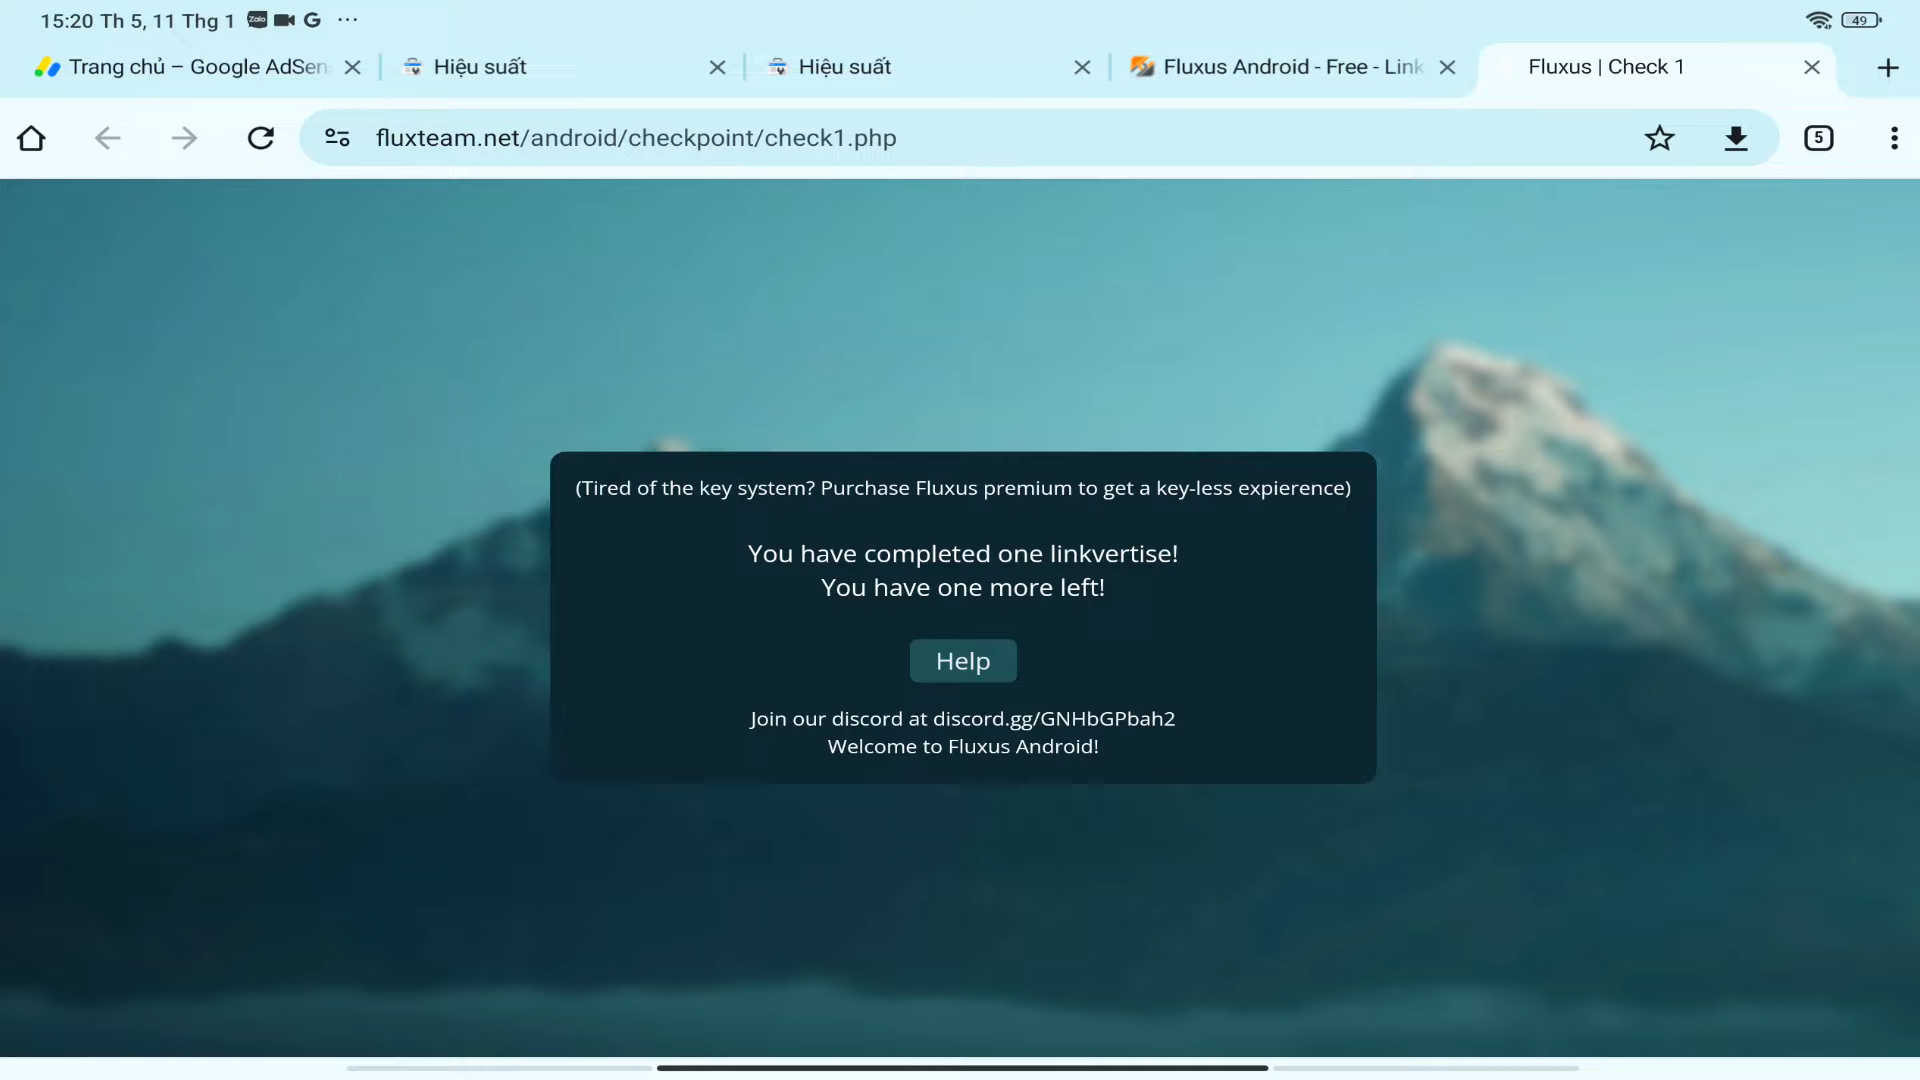 15:20 Th 5, 11 Thg 1 Zalo G ... 49
Trang chủ – Google AdSen
Hiệu suất
Hiệu suất
Fluxus Android - Free - Link
Fluxus | Check 1
fluxteam.net/android/checkpoint/check1.php
5
(Tired of the key system? Purchase Fluxus premium to get a key-less expierence)
You have completed one linkvertise!
You have one more left!
Help
Join our discord at discord.gg/GNHbGPbah2
Welcome to Fluxus Android!